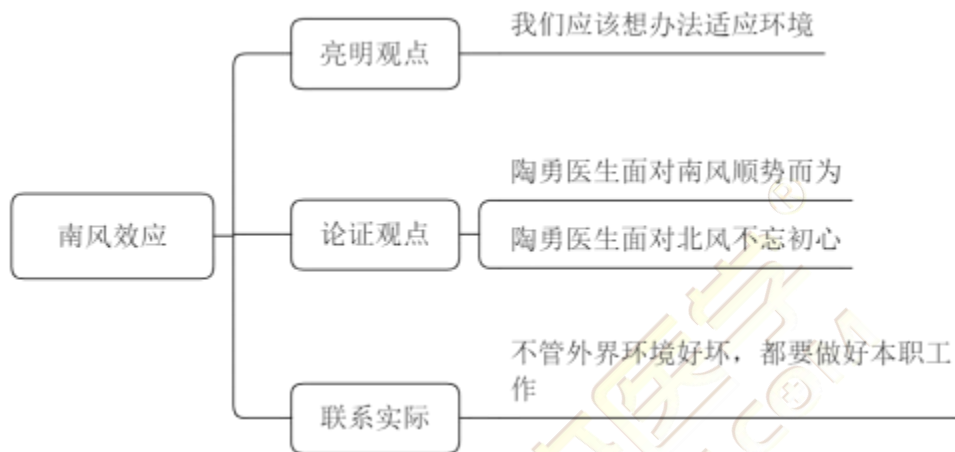 我们应该想办法适应环境
亮明观点
陶勇医生面对南风顺势而为
南风效应
论证观点
陶勇医生面对北风不忘初心
不管外界环境好坏，都要做好本职工
作
联系实际